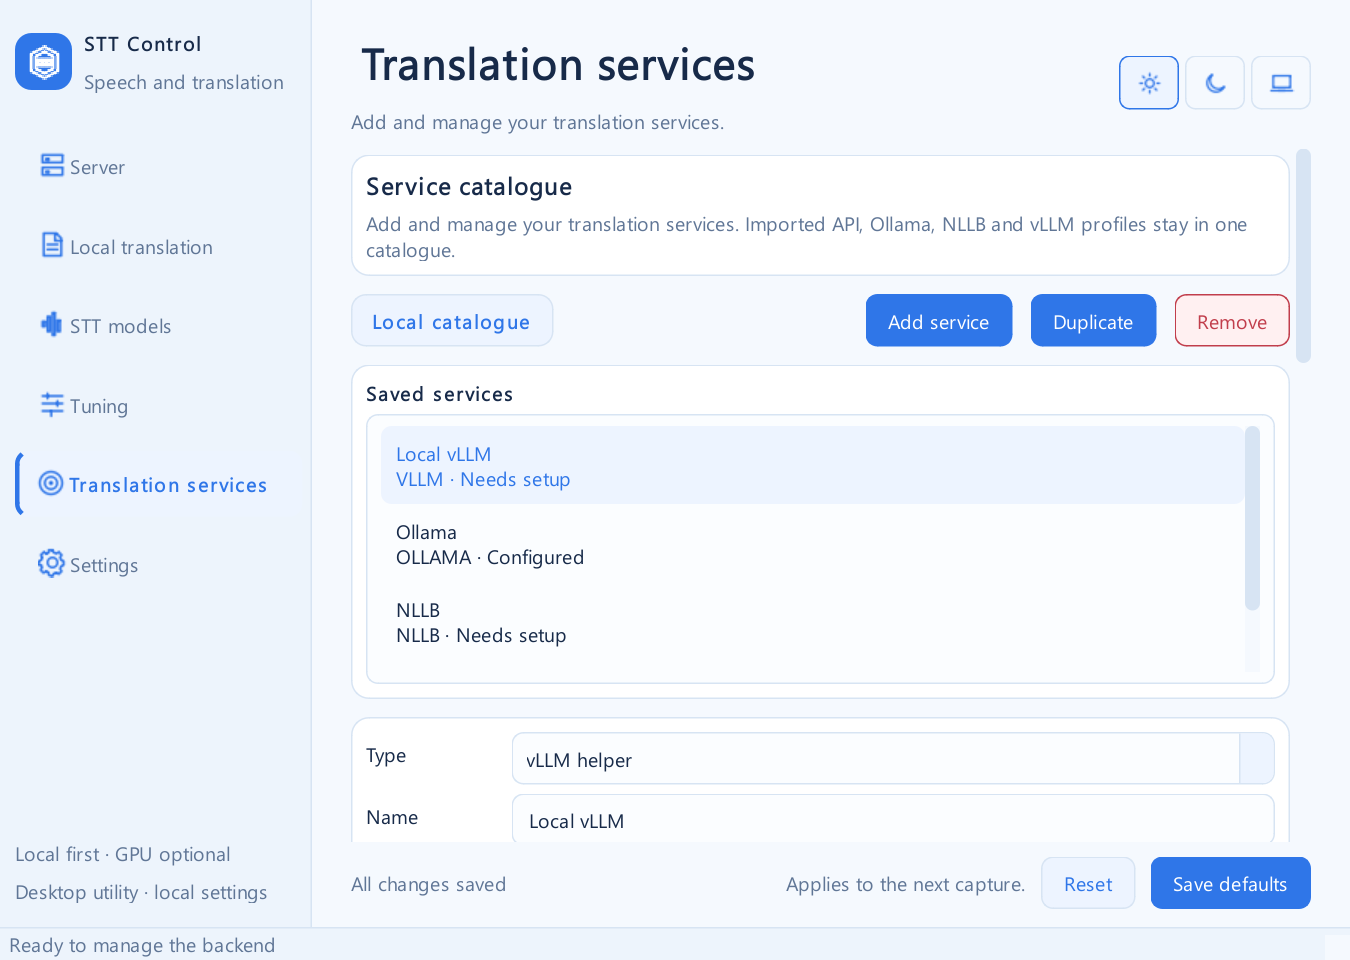 STT Control
Speech and translation
Server
Local translation
STT models
Tuning
Translation services
Settings
Local first · GPU optional
Desktop utility · local settings
Translation services
Add and manage your translation services.
Service catalogue
Add and manage your translation services. Imported API, Ollama, NLLB and vLLM profiles stay in one
catalogue.
Local catalogue
Add service
Duplicate
Remove
Saved services
Local vLLM
VLLM · Needs setup
Ollama
OLLAMA · Configured
NLLB
NLLB · Needs setup
Type
vLLM helper
Name
Local vLLM
All changes saved
Applies to the next capture.
Reset
Save defaults
Ready to manage the backend